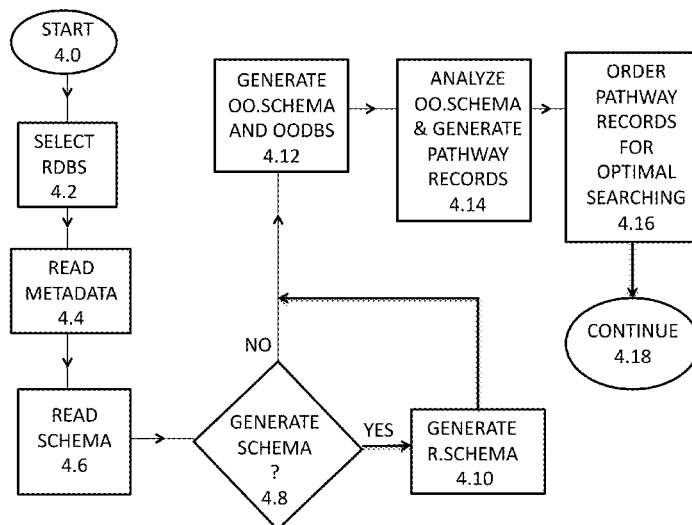 START
4.0
SELECT
RDBS
4.2
READ
METADATA
4.4
READ
SCHEMA
4.6
GENERATE
SCHEMA
?
4.8
NO
YES
GENERATE
R.SCHEMA
4.10
GENERATE
OO.SCHEMA
AND OODBS
4.12
ANALYZE
OO.SCHEMA
& GENERATE
PATHWAY
RECORDS
4.14
ORDER
PATHWAY
RECORDS
FOR
OPTIMAL
SEARCHING
4.16
CONTINUE
4.18